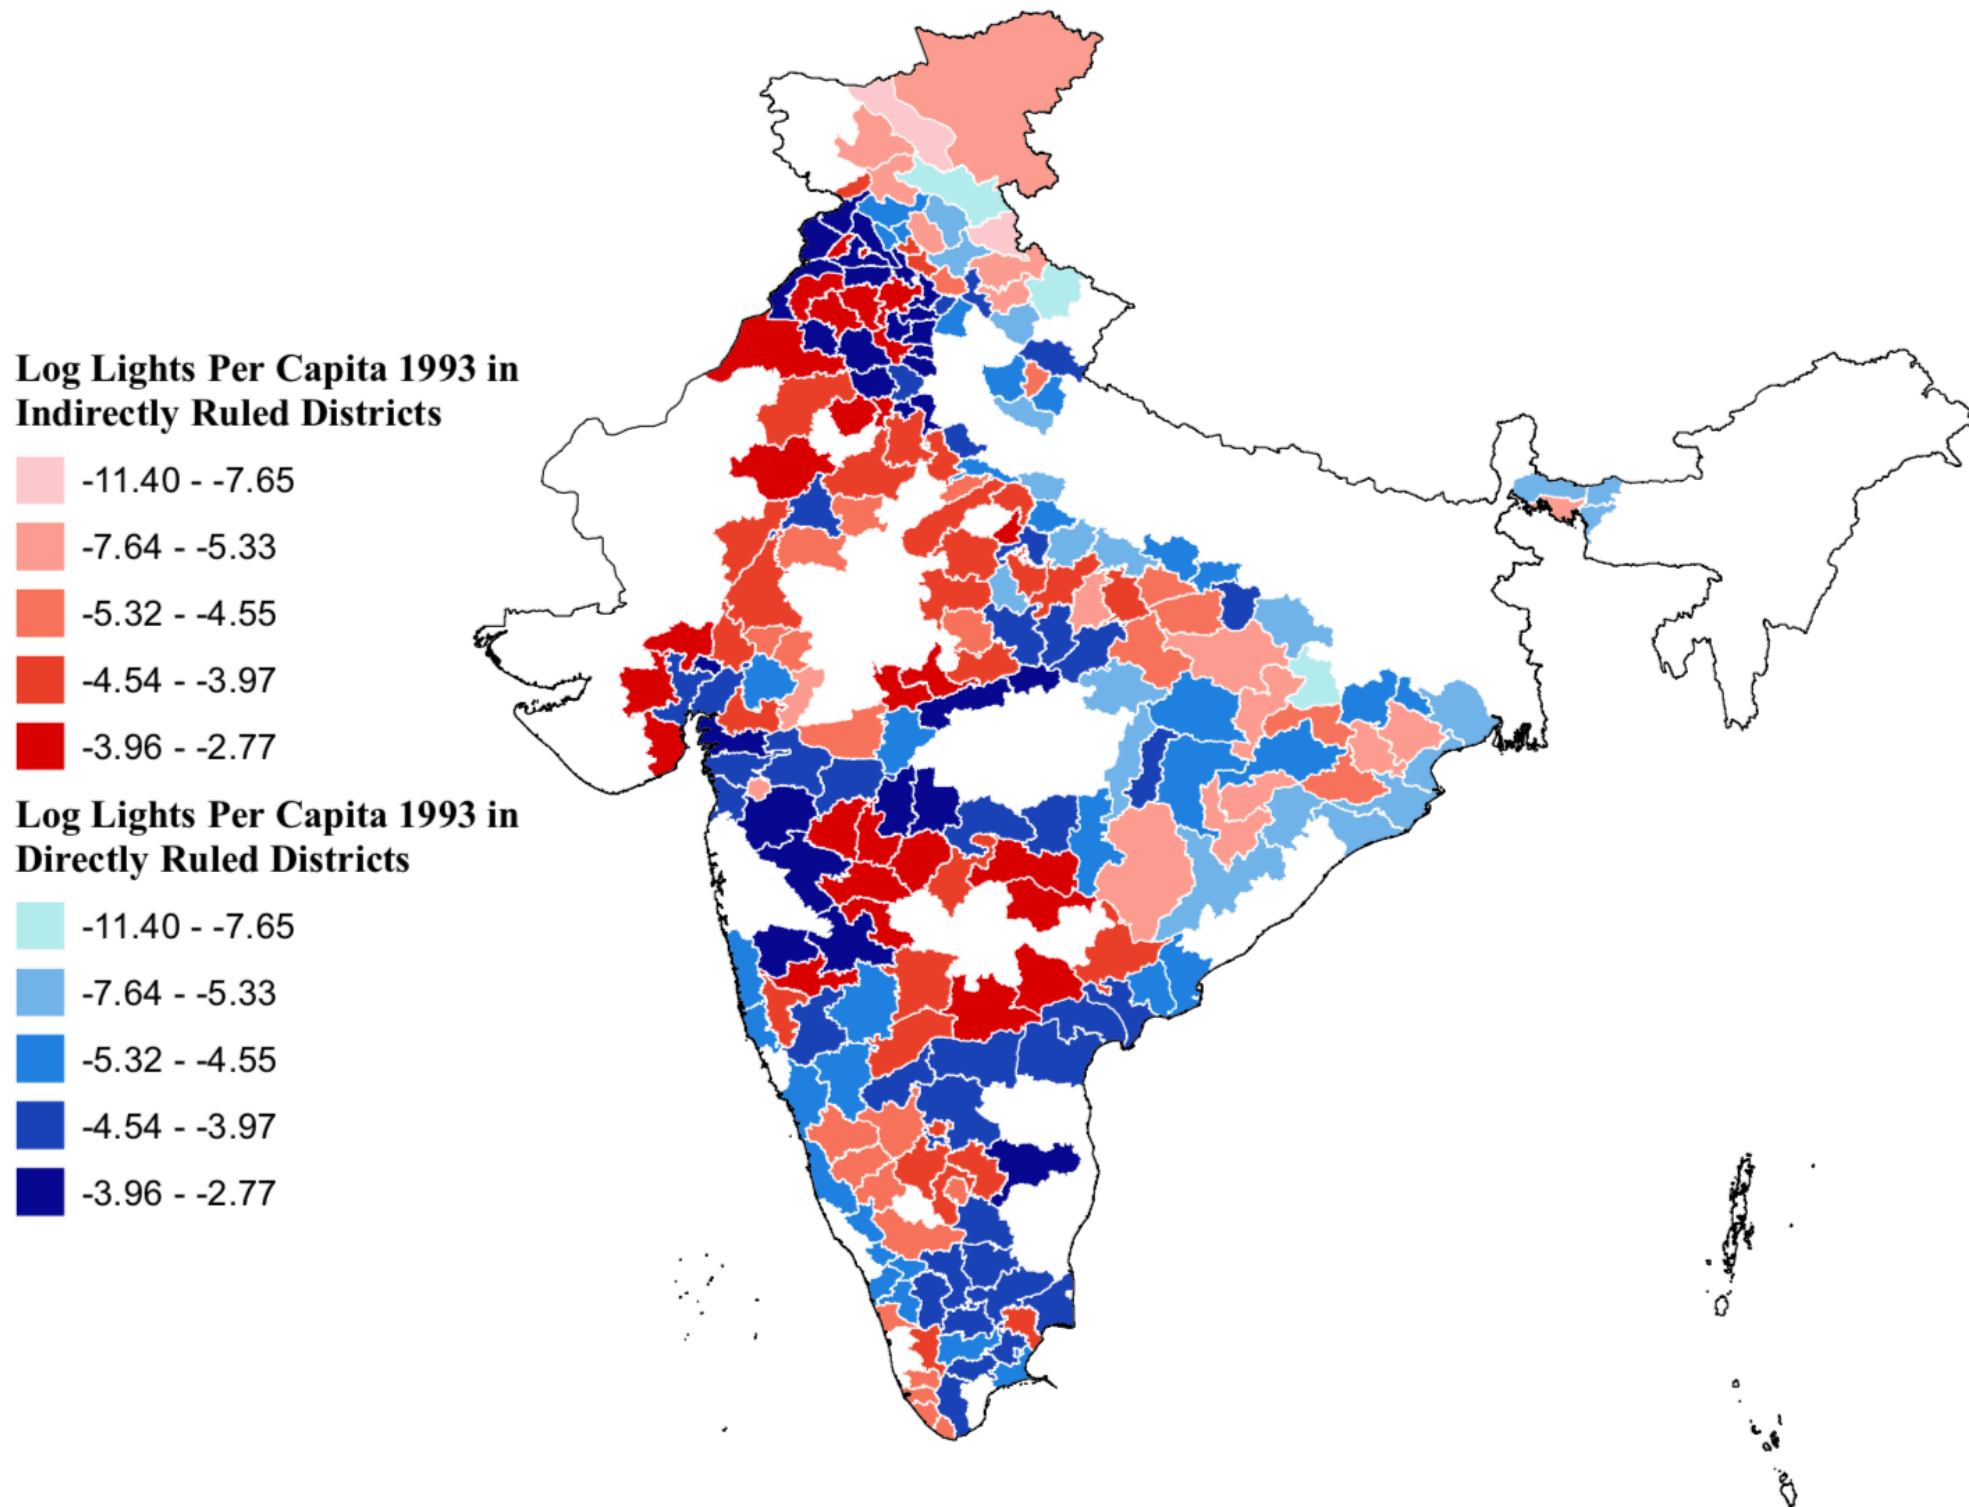 Log Lights Per Capita 1993 in
Indirectly Ruled Districts
-11.40 - -7.65
-7.64 - -5.33
-5.32 - -4.55
-4.54 - -3.97
-3.96 - -2.77
Log Lights Per Capita 1993 in
Directly Ruled Districts
-11.40 - -7.65
-7.64 - -5.33
-5.32 - -4.55
-4.54 - -3.97
-3.96 - -2.77